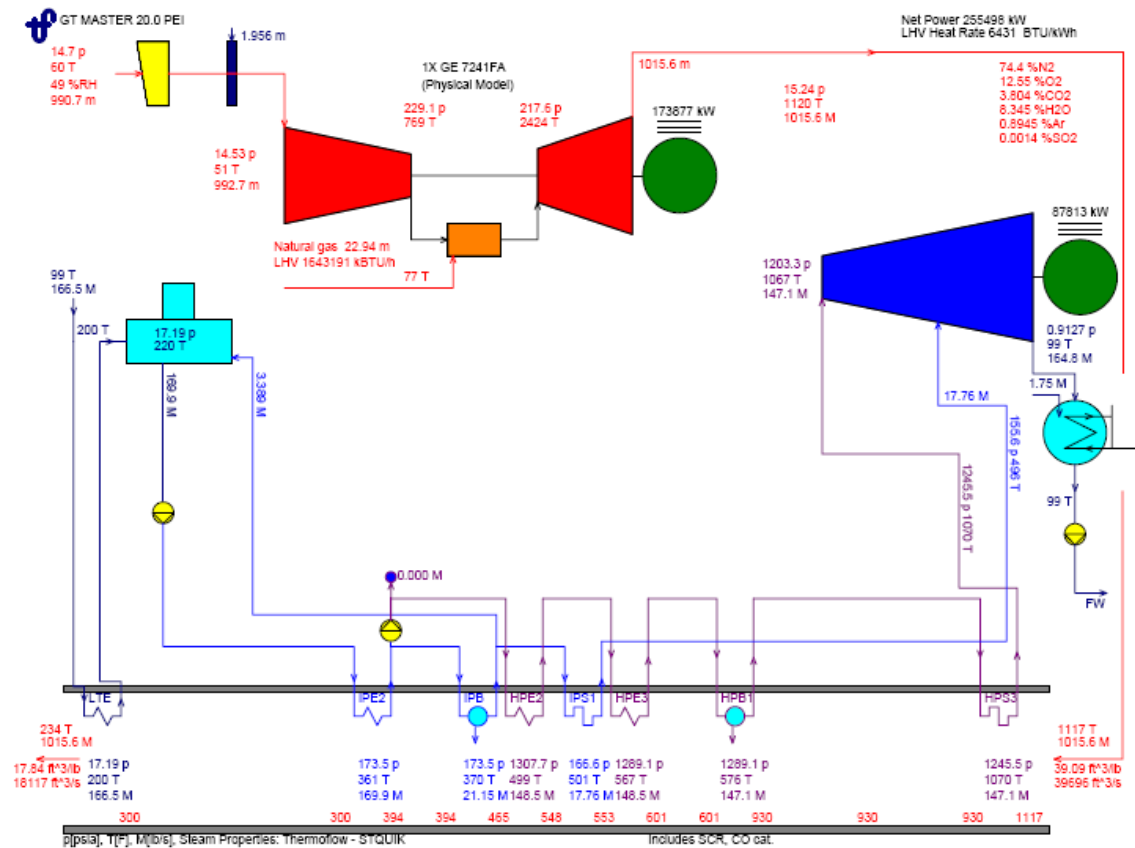 GT MASTER 20.0 PEI
Net Power 255498 kW
LHV Heat Rate 6431 BTU/kWh
1.956 m
14.7 p
60 T
49 %RH
990.7 m
1X GE 7241FA
(Physical Model)
1015.6 m
74.4 %N2
12.55 %O2
3.804 %CO2
8.345 %H2O
0.8945 %Ar
0.0014 %SO2
15.24 p
1120 T
1015.6 M
229.1 p
769 T
217.6 p
2424 T
173877 kW
14.53 p
51 T
992.7 m
Natural gas 22.94 m
LHV 1643191 kBTU/h
77 T
87813 kW
1203.3 p
1067 T
147.1 M
99 T
166.5 M
200 T
17.19 p
220 T
0.9127 p
99 T
164.8 M
1.75 M
17.76 M
169.9 M
3.389 M
155.6 p 496 T
1245.5 p 1070 T
99 T
FW
0.000 M
LTE
IPE2
IPB
HPE2
IPS1
HPE3
HPB1
HPS3
234 T
1015.6 M
17.84 ft^3/lb
18117 ft^3/s
1117 T
1015.6 M
39.09 ft^3/lb
39696 ft^3/s
17.19 p
200 T
166.5 M
173.5 p
361 T
169.9 M
173.5 p
370 T
21.15 M
1307.7 p
499 T
148.5 M
166.6 p
501 T
17.76 M
1289.1 p
567 T
148.5 M
1289.1 p
576 T
147.1 M
1245.5 p
1070 T
147.1 M
300 300 394 394 465 548 553 601 601 930 930 930 1117
p[psia], T[F], M[lb/s], Steam Properties: Thermoflow - STQUIK
Includes SCR, CO cat.